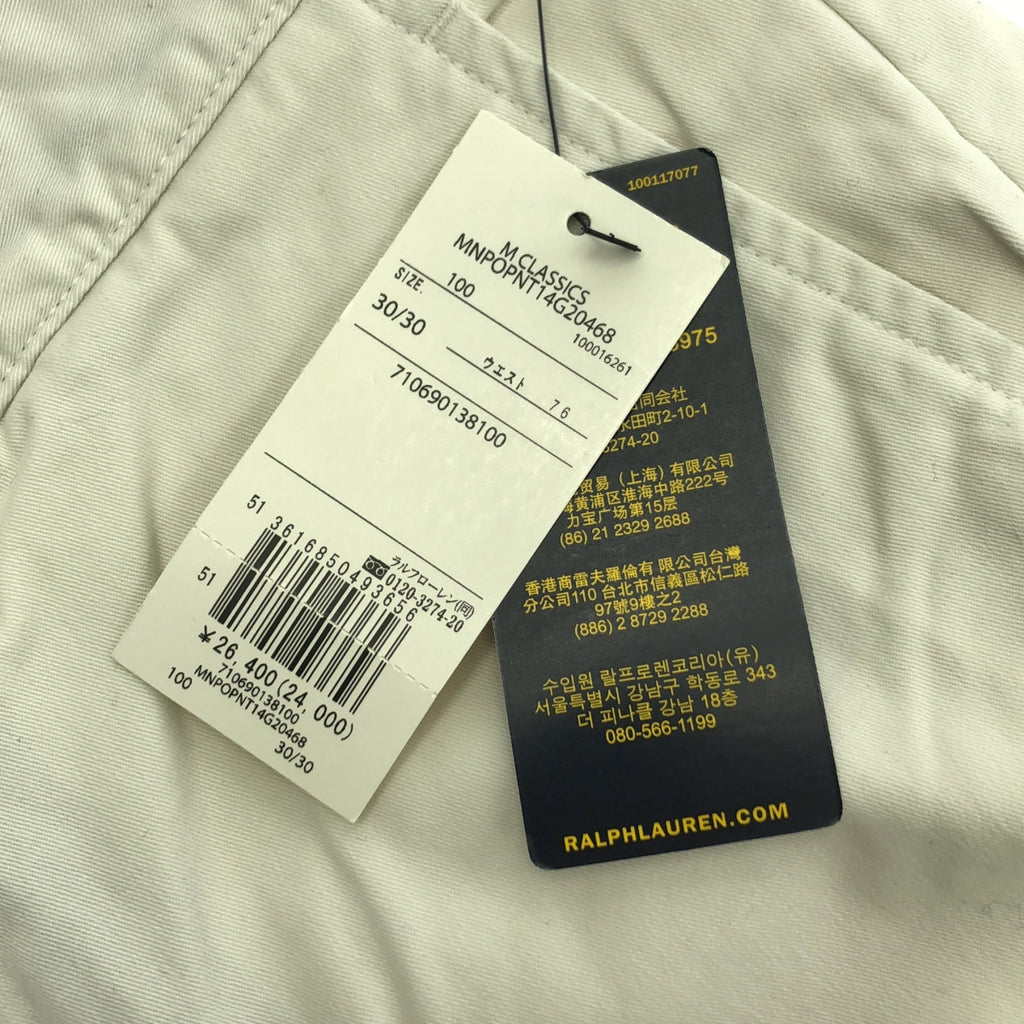 M CLASSICS
MNPOPNT14G20468
100016261
SIZE. 100
30/30
ウエスト 76
710690138100
ラルフローレン(同)
0120-3274-20
51 3616850493656
51
¥26,400(24,000)
710690138100
MNPOPNT14G20468
100 30/30
100117077
975
同会社
田町2-10-1
3274-20
贸易(上海)有限公司
黄浦区淮海中路222号
力宝广场第15层
(86) 21 2329 2688
香港商雷夫羅倫有 限公司台灣
分公司110 台北市信義區松仁路
97號9樓之2
(886) 2 8729 2288
수입원 랄프로렌코리아(유)
서울특별시 강남구 학동로 343
더 피나클 강남 18층
080-566-1199
RALPHLAUREN.COM